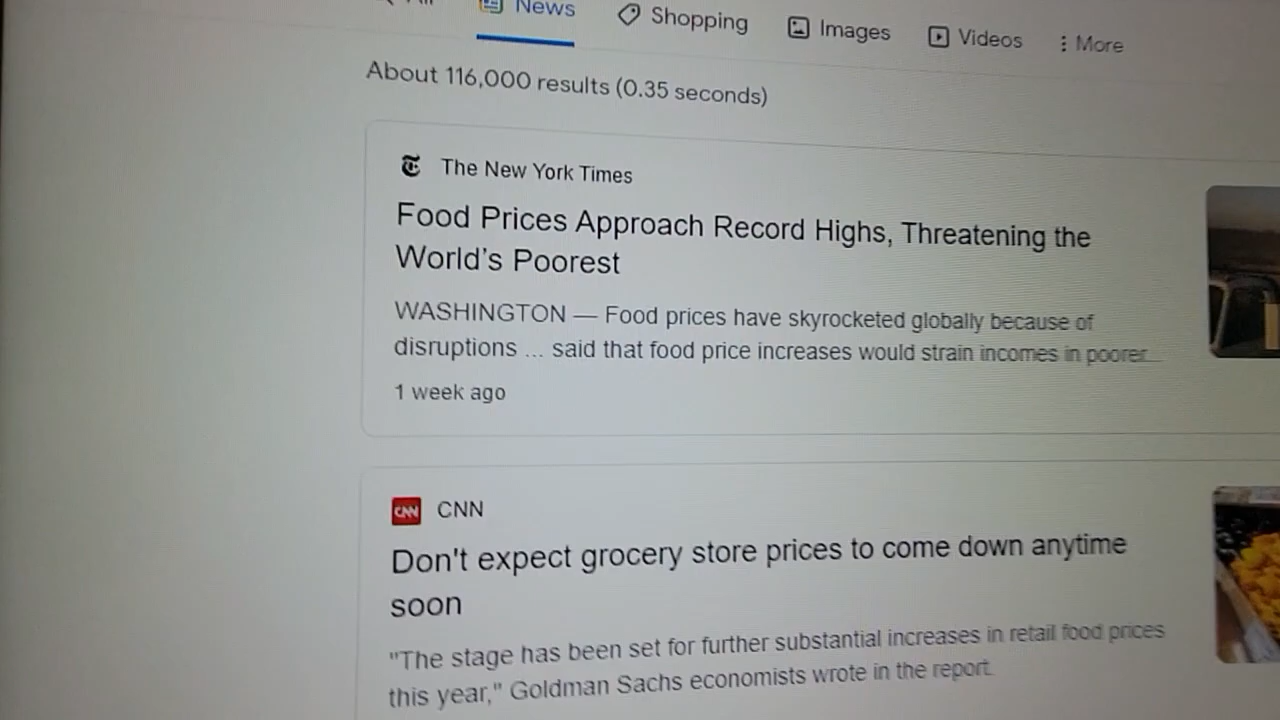 All
News
Shopping
Images
Videos
More
About 116,000 results (0.35 seconds)
The New York Times
Food Prices Approach Record Highs, Threatening the
World's Poorest
WASHINGTON — Food prices have skyrocketed globally because of
disruptions ... said that food price increases would strain incomes in poorer...
1 week ago
CNN CNN
Don't expect grocery store prices to come down anytime
soon
"The stage has been set for further substantial increases in retail food prices
this year," Goldman Sachs economists wrote in the report.